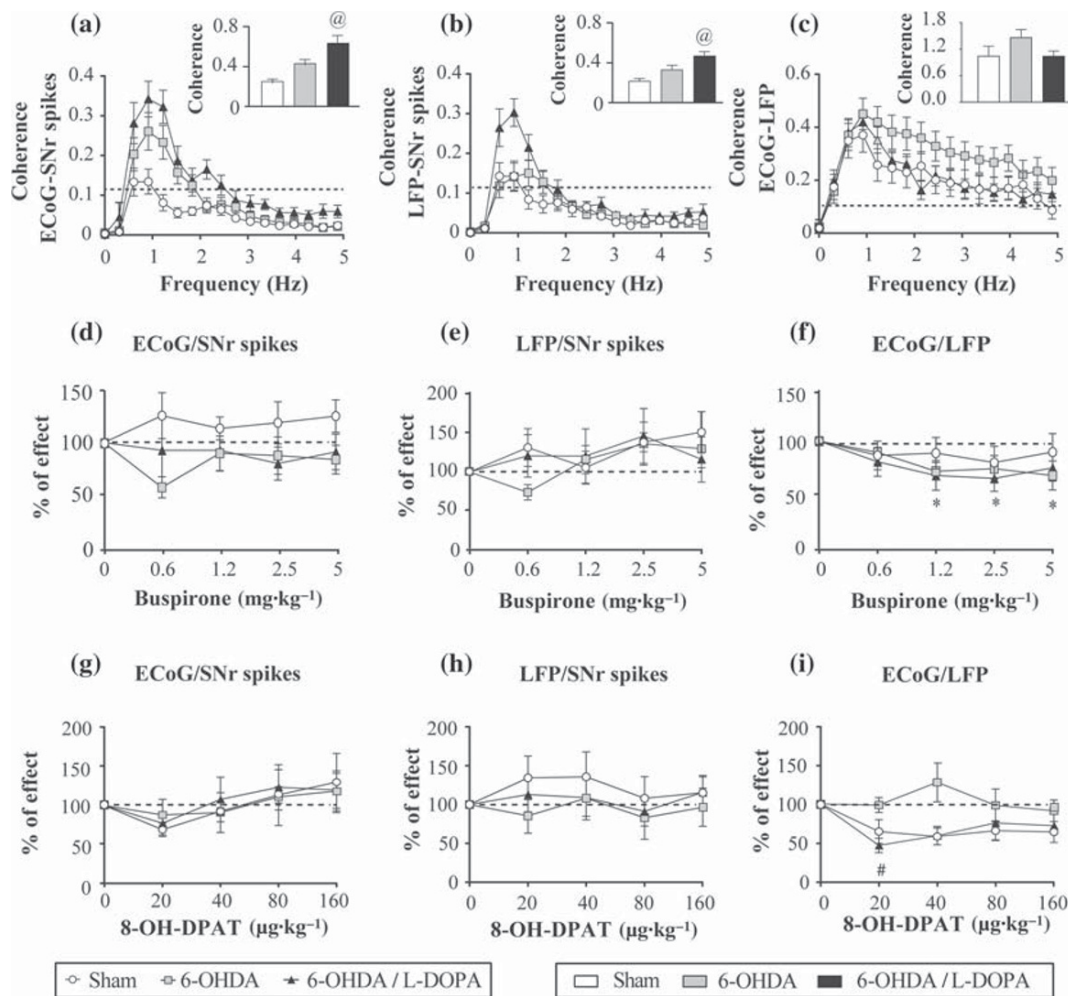 (a)
@
Coherence
0.8
0.4
0
Coherence
ECoG-SNr spikes
0.4
0.3
0.2
0.1
0
0 1 2 3 4 5
Frequency (Hz)
(b)
@
Coherence
0.8
0.4
0
Coherence
LFP-SNr spikes
0.4
0.3
0.2
0.1
0
0 1 2 3 4 5
Frequency (Hz)
(c)
Coherence
1.8
1.2
0.6
0.0
Coherence
ECoG-LFP
0.6
0.4
0.2
0
0 1 2 3 4 5
Frequency (Hz)
(d) ECoG/SNr spikes
% of effect
150
100
50
0
0 0.6 1.2 2.5 5
Buspirone (mg·kg⁻¹)
(e) LFP/SNr spikes
% of effect
200
150
100
50
0
0 0.6 1.2 2.5 5
Buspirone (mg·kg⁻¹)
(f) ECoG/LFP
% of effect
150
100
50
0
* * *
0 0.6 1.2 2.5 5
Buspirone (mg·kg⁻¹)
(g) ECoG/SNr spikes
% of effect
200
150
100
50
0
0 20 40 80 160
8-OH-DPAT (µg·kg⁻¹)
(h) LFP/SNr spikes
% of effect
200
150
100
50
0
0 20 40 80 160
8-OH-DPAT (µg·kg⁻¹)
(i) ECoG/LFP
% of effect
200
150
100
50
0
#
0 20 40 80 160
8-OH-DPAT (µg·kg⁻¹)
Sham 6-OHDA 6-OHDA / L-DOPA
Sham 6-OHDA 6-OHDA / L-DOPA